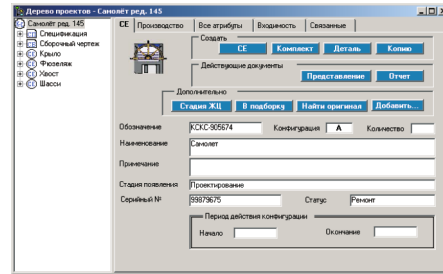 Дерево проектов - Самолёт ред. 145
Самолёт ред. 145
Спецификация
Сборочный чертеж
Крыло
Фюзеляж
Хвост
Шасси
СЕ Производство Все атрибуты Входимость Связанные
Создать
СЕ Комплект Деталь Копию
Действующие документы
Представление Отчет
Дополнительно
Стадия ЖЦ В подборку Найти оригинал Добавить...
Обозначение КСКС-905674 Конфигурация А Количество
Наименование Самолет
Примечание
Стадия появления Проектирование
Серийный № 99879675 Статус Ремонт
Период действия конфигурации
Начало Окончание